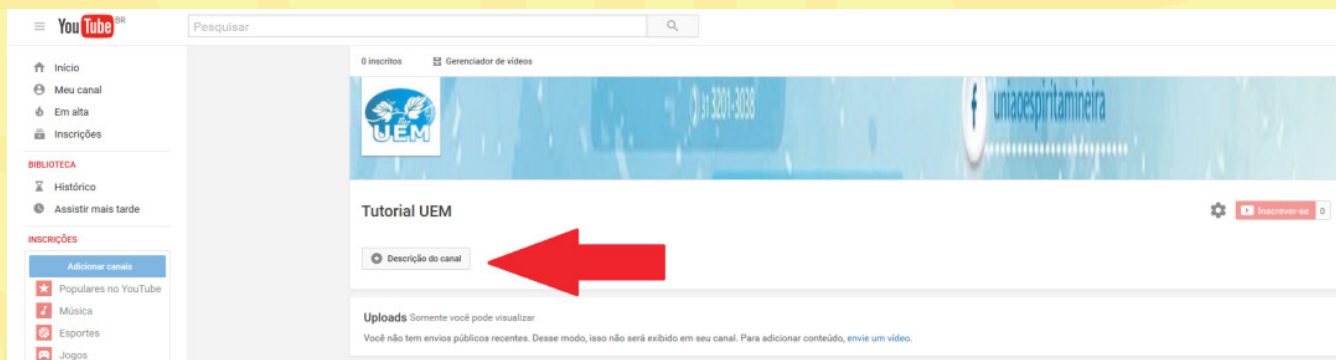 YouTube BR
Pesquisar
Início
Meu canal
Em alta
Inscrições
BIBLIOTECA
Histórico
Assistir mais tarde
INSCRIÇÕES
Adicionar canais
Populares no YouTube
Música
Esportes
Jogos
0 inscritos Gerenciador de vídeos
UEM
(31) 3201-3038
f uniaoespiritamineira
Tutorial UEM
Inscrever-se 0
Descrição do canal
Uploads Somente você pode visualizar
Você não tem envios públicos recentes. Desse modo, isso não será exibido em seu canal. Para adicionar conteúdo, envie um vídeo.